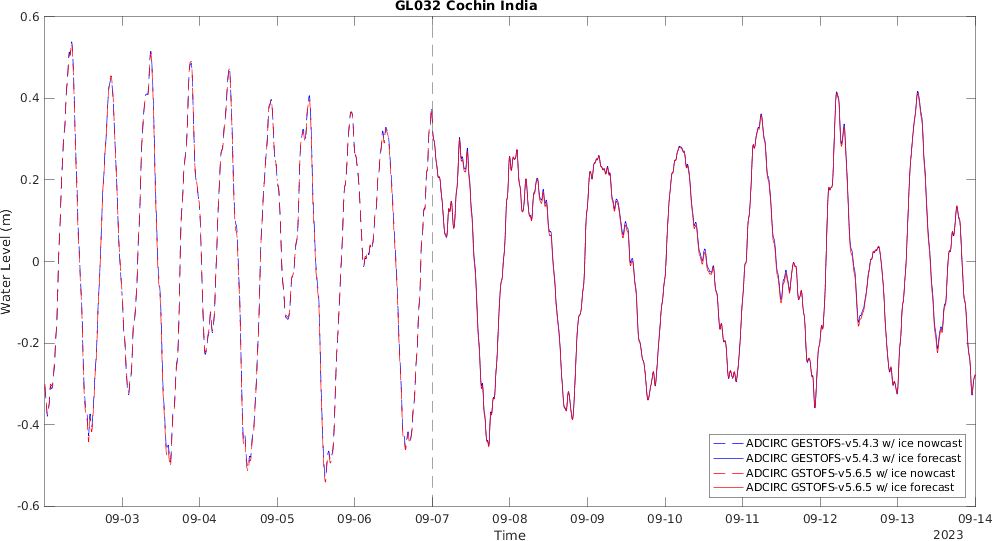 GL032 Cochin India
0.6
0.4
0.2
0
-0.2
-0.4
-0.6
Water Level (m)
ADCIRC GESTOFS-v5.4.3 w/ ice nowcast
ADCIRC GESTOFS-v5.4.3 w/ ice forecast
ADCIRC GSTOFS-v5.6.5 w/ ice nowcast
ADCIRC GSTOFS-v5.6.5 w/ ice forecast
09-03 09-04 09-05 09-06 09-07 09-08 09-09 09-10 09-11 09-12 09-13 09-14
Time
2023